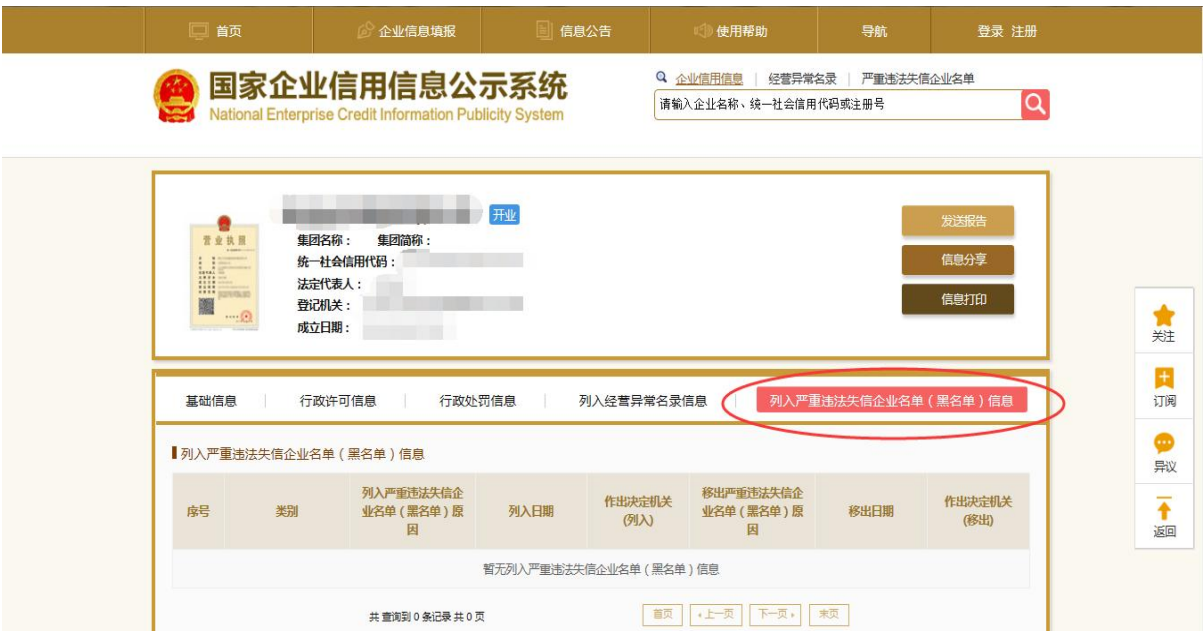 首页 企业信息填报 信息公告 使用帮助 导航 登录 注册
国家企业信用信息公示系统
National Enterprise Credit Information Publicity System
企业信用信息 | 经营异常名录 | 严重违法失信企业名单
请输入企业名称、统一社会信用代码或注册号
开业
营业执照
集团名称： 集团简称：
统一社会信用代码：
法定代表人：
登记机关：
成立日期：
发送报告
信息分享
信息打印
关注
订阅
异议
返回
基础信息 | 行政许可信息 | 行政处罚信息 | 列入经营异常名录信息 | 列入严重违法失信企业名单（黑名单）信息
列入严重违法失信企业名单（黑名单）信息
序号
类别
列入严重违法失信企
业名单（黑名单）原
因
列入日期
作出决定机关
(列入)
移出严重违法失信企
业名单（黑名单）原
因
移出日期
作出决定机关
(移出)
暂无列入严重违法失信企业名单（黑名单）信息
共 查询到 0 条记录 共 0 页
首页 上一页 下一页 末页